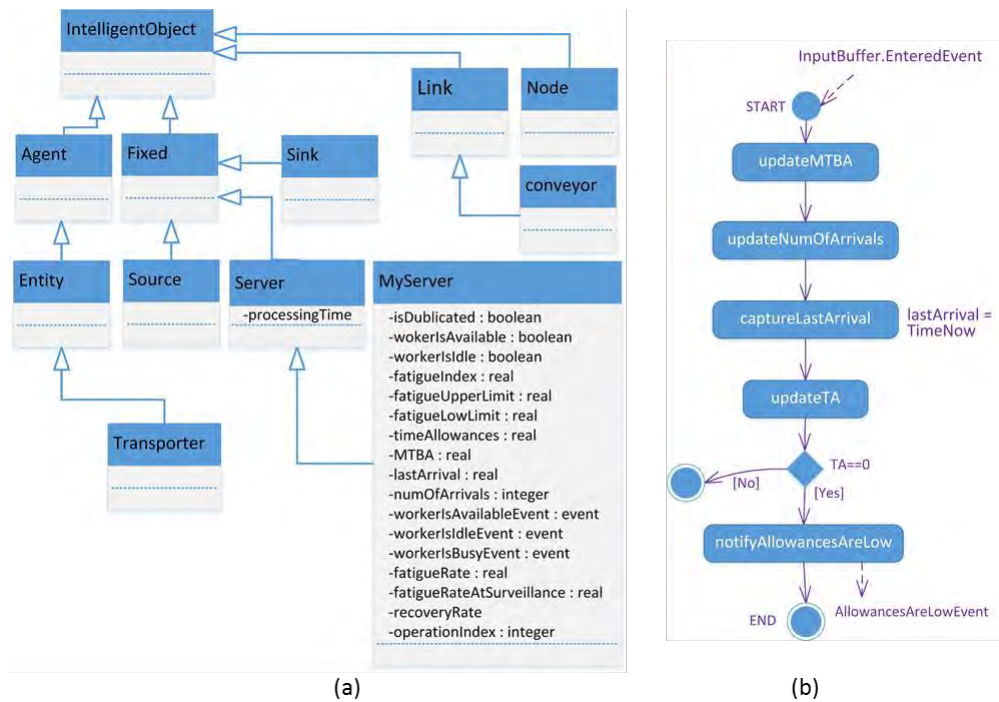 IntelligentObject
Link
Node
Agent
Fixed
Sink
conveyor
Entity
Source
Server
-processingTime
MyServer
-isDublicated : boolean
-wokerIsAvailable : boolean
-workerIsIdle : boolean
-fatigueIndex : real
-fatigueUpperLimit : real
-fatigueLowLimit : real
-timeAllowances : real
-MTBA : real
-lastArrival : real
-numOfArrivals : integer
-workerIsAvailableEvent : event
-workerIsIdleEvent : event
-workerIsBusyEvent : event
-fatigueRate : real
-fatigueRateAtSurveillance : real
-recoveryRate
-operationIndex : integer
Transporter
(a)
InputBuffer.EnteredEvent
START
updateMTBA
updateNumOfArrivals
captureLastArrival
lastArrival =
TimeNow
updateTA
TA==0
[No]
[Yes]
notifyAllowancesAreLow
AllowancesAreLowEvent
END
(b)